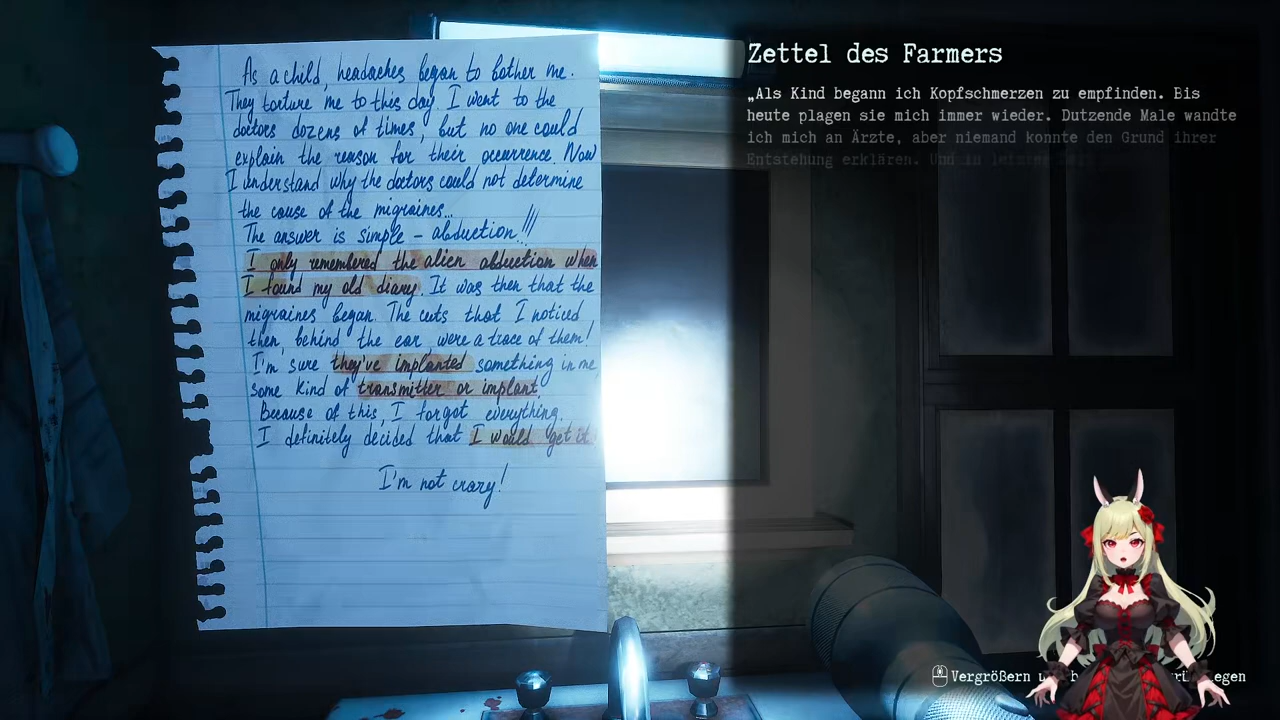 As a child, headaches began to bother me.
They torture me to this day. I went to the
doctors dozens of times, but no one could
explain the reason for their occurrence. Now
I understand why the doctors could not determine
the cause of the migraines...
The answer is simple - abduction!!!
I only remembered the alien abduction when
I found my old diary. It was then that the
migraines began. The cuts that I noticed
then, behind the ear, were a trace of them!
I'm sure they've implanted something in me
some kind of transmitter or implant.
Because of this, I forgot everything.
I definitely decided that I would get it.
I'm not crazy!
Zettel des Farmers
„Als Kind begann ich Kopfschmerzen zu empfinden. Bis
heute plagen sie mich immer wieder. Dutzende Male wandte
ich mich an Ärzte, aber niemand konnte den Grund ihrer
Entstehung erklären. Und in letzter
Vergrößern